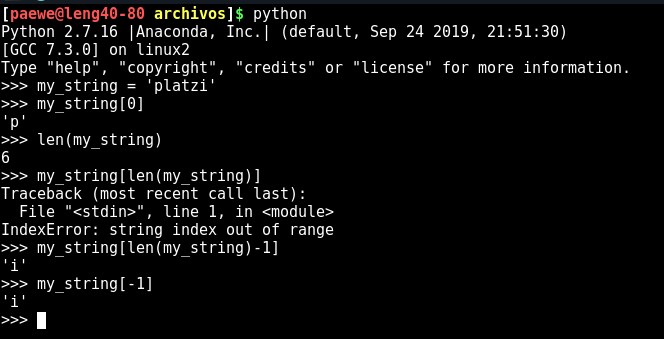 [paewe@leng40-80 archivos]$ python
Python 2.7.16 |Anaconda, Inc.| (default, Sep 24 2019, 21:51:30)
[GCC 7.3.0] on linux2
Type "help", "copyright", "credits" or "license" for more information.
>>> my_string = 'platzi'
>>> my_string[0]
'p'
>>> len(my_string)
6
>>> my_string[len(my_string)]
Traceback (most recent call last):
  File "<stdin>", line 1, in <module>
IndexError: string index out of range
>>> my_string[len(my_string)-1]
'i'
>>> my_string[-1]
'i'
>>>